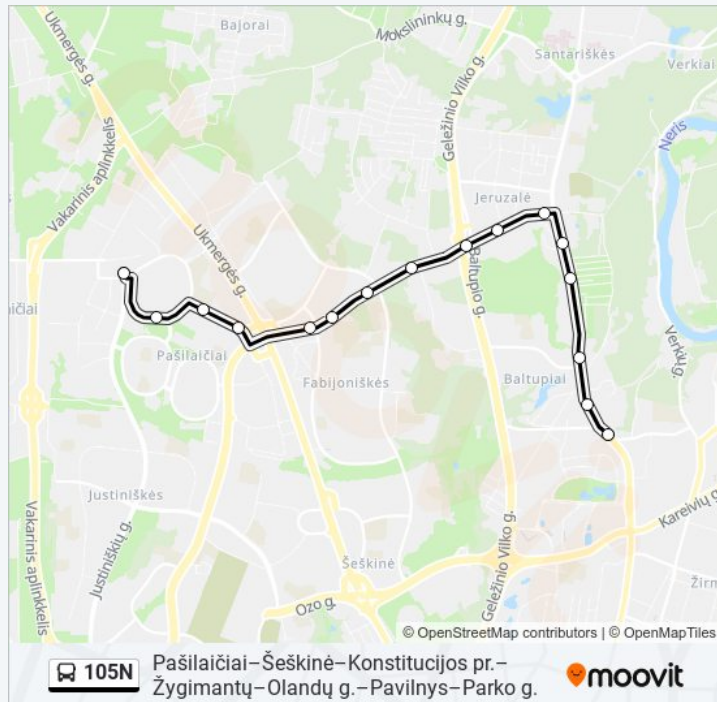 Ukmergės g.
Bajorai
Mokslininkų g.
Santariškės
Verkiai
Geležinio Vilko g.
Neris
Vakarinis aplinkkelis
Jeruzalė
Ukmergės g.
Baltupio g.
Verkių g.
Pašilaičiai
Fabijoniškės
Baltupiai
Justiniškės
Vakarinis aplinkkelis
Justiniškių g.
Šeškinė
Ozo g.
Geležinio Vilko g.
Kareivių g.
© OpenStreetMap contributors | © OpenMapTiles
105N
Pašilaičiai–Šeškinė–Konstitucijos pr.–
Žygimantų–Olandų g.–Pavilnys–Parko g.
moovit